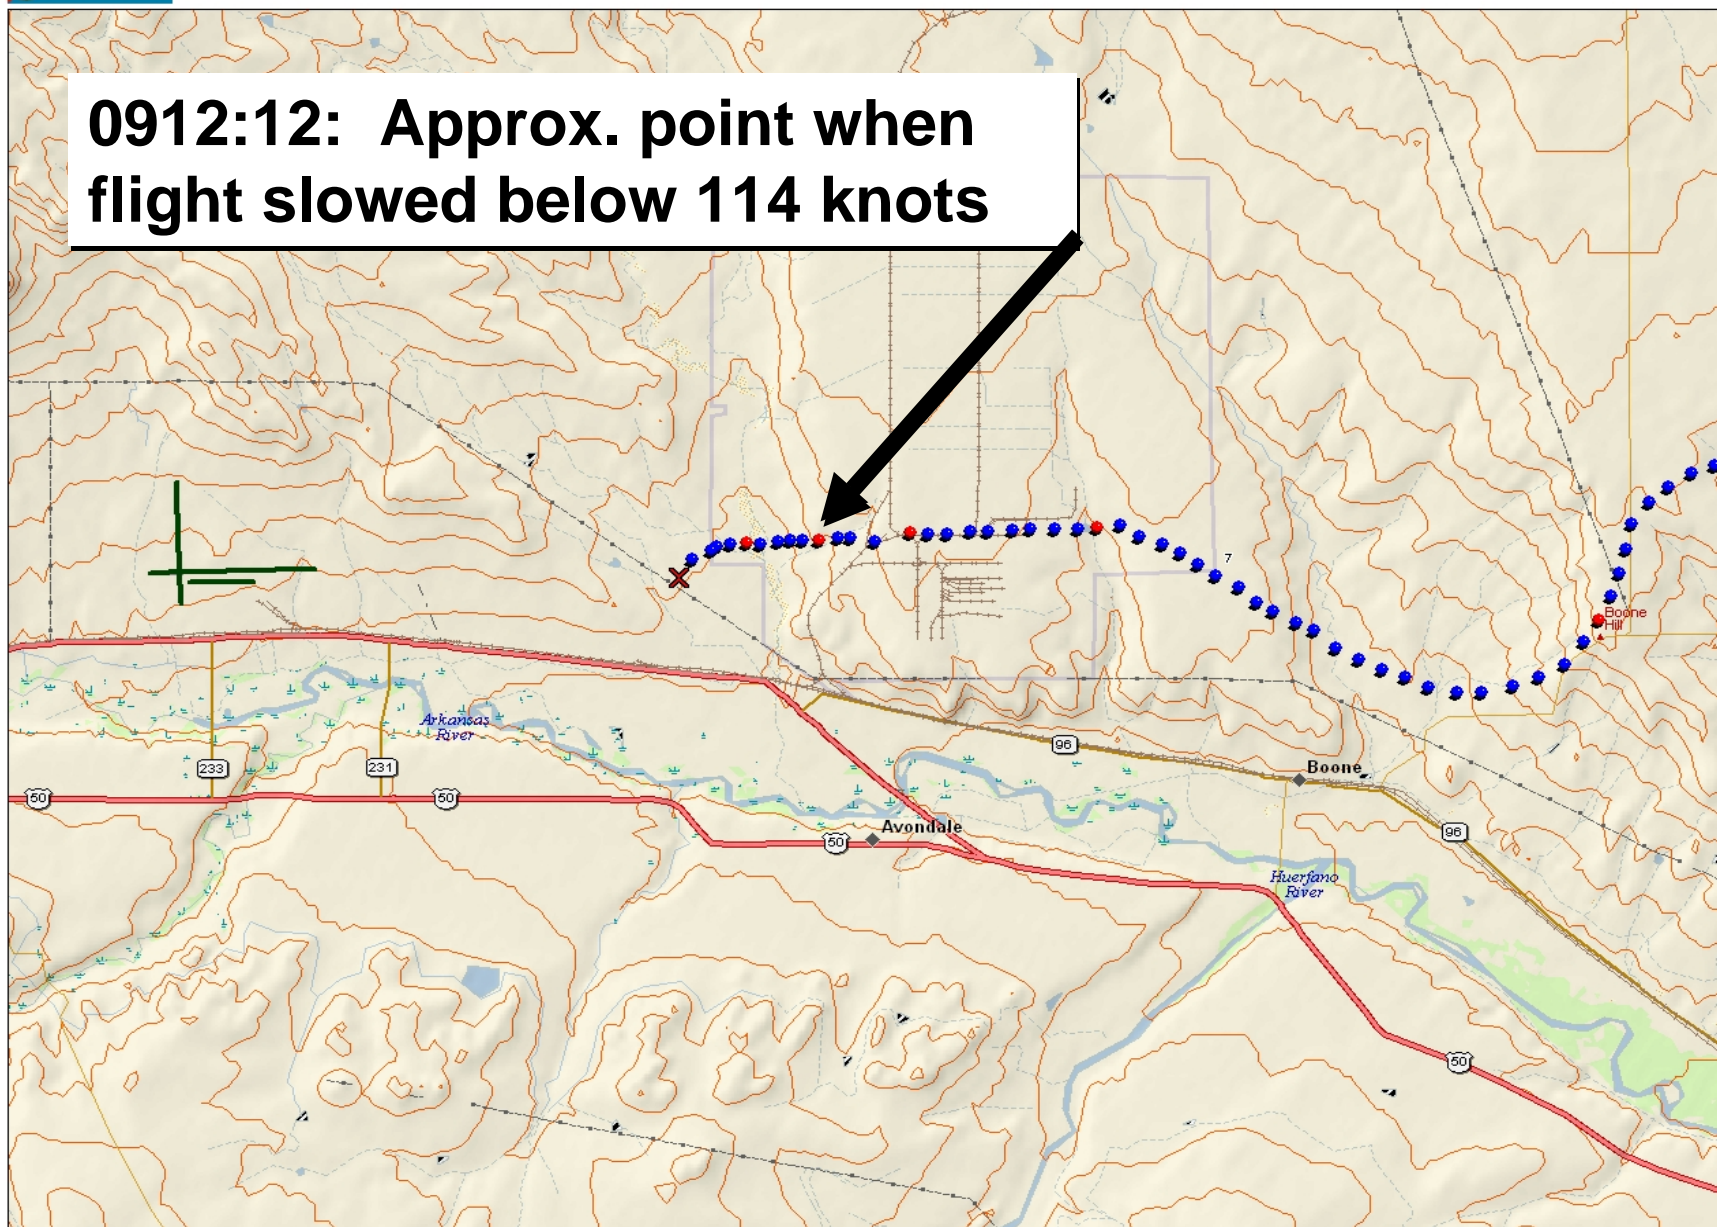 0912:12: Approx. point when
flight slowed below 114 knots
7
Boone
Hill
Arkansas
River
233
231
96
Boone
50
50
Avondale
50
96
Huerfano
River
50